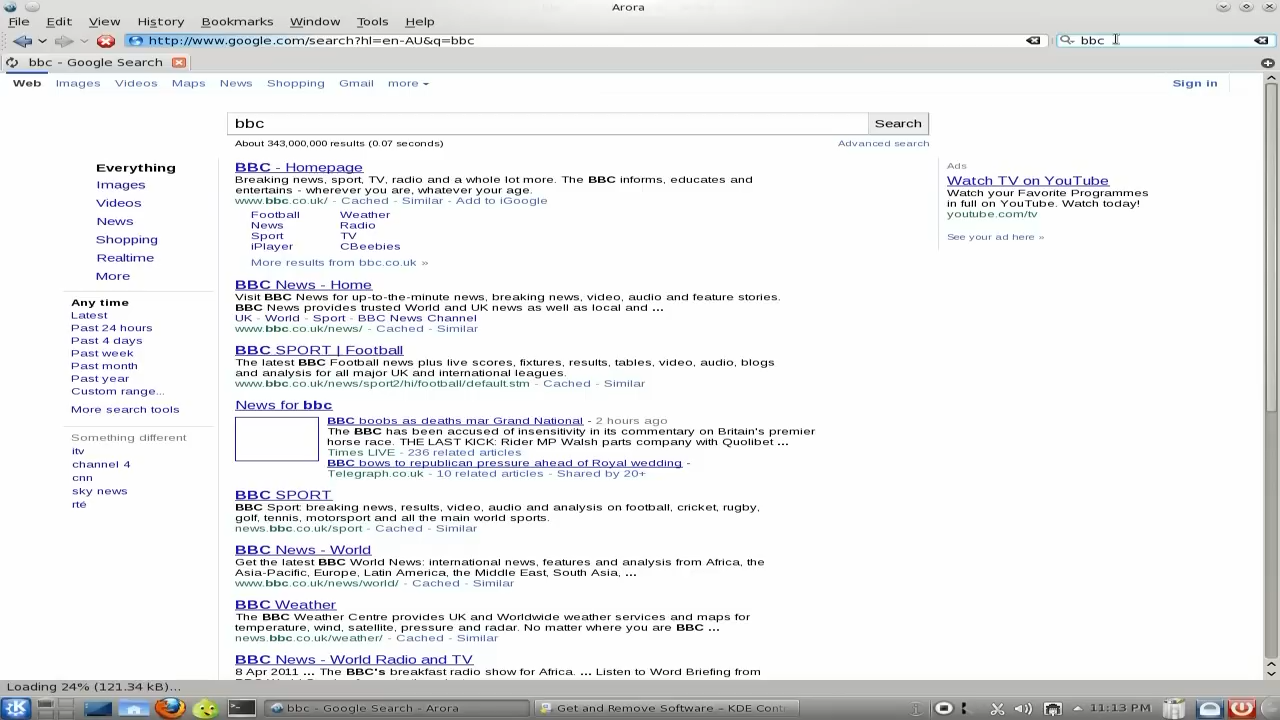 Arora
File Edit View History Bookmarks Window Tools Help
http://www.google.com/search?hl=en-AU&q=bbc
bbc
bbc - Google Search
Web Images Videos Maps News Shopping Gmail more
Sign in
bbc
Search
About 343,000,000 results (0.07 seconds)
Advanced search
Everything
Images
Videos
News
Shopping
Realtime
More
Any time
Latest
Past 24 hours
Past 4 days
Past week
Past month
Past year
Custom range...
More search tools
Something different
itv
channel 4
cnn
sky news
rté
BBC - Homepage
Breaking news, sport, TV, radio and a whole lot more. The BBC informs, educates and
entertains - wherever you are, whatever your age.
www.bbc.co.uk/ - Cached - Similar - Add to iGoogle
Football Weather
News Radio
Sport TV
iPlayer CBeebies
More results from bbc.co.uk »
BBC News - Home
Visit BBC News for up-to-the-minute news, breaking news, video, audio and feature stories.
BBC News provides trusted World and UK news as well as local and ...
UK - World - Sport - BBC News Channel
www.bbc.co.uk/news/ - Cached - Similar
BBC SPORT | Football
The latest BBC Football news plus live scores, fixtures, results, tables, video, audio, blogs
and analysis for all major UK and international leagues.
www.bbc.co.uk/news/sport2/hi/football/default.stm - Cached - Similar
News for bbc
BBC boobs as deaths mar Grand National - 2 hours ago
The BBC has been accused of insensitivity in its commentary on Britain's premier
horse race. THE LAST KICK: Rider MP Walsh parts company with Quolibet ...
Times LIVE - 236 related articles
BBC bows to republican pressure ahead of Royal wedding -
Telegraph.co.uk - 10 related articles - Shared by 20+
BBC SPORT
BBC Sport: breaking news, results, video, audio and analysis on football, cricket, rugby,
golf, tennis, motorsport and all the main world sports.
news.bbc.co.uk/sport - Cached - Similar
BBC News - World
Get the latest BBC World News: international news, features and analysis from Africa, the
Asia-Pacific, Europe, Latin America, the Middle East, South Asia, ...
www.bbc.co.uk/news/world/ - Cached - Similar
BBC Weather
The BBC Weather Centre provides UK and Worldwide weather services and maps for
temperature, wind, satellite, pressure and radar. No matter where you are BBC ...
news.bbc.co.uk/weather/ - Cached - Similar
BBC News - World Radio and TV
8 Apr 2011 ... The BBC's breakfast radio show for Africa. ... Listen to Word Briefing from
Ads
Watch TV on YouTube
Watch your Favorite Programmes
in full on YouTube. Watch today!
youtube.com/tv
See your ad here »
Loading 24% (121.34 kB)...
bbc - Google Search - Arora
Get and Remove Software – KDE Cont
11:13 PM